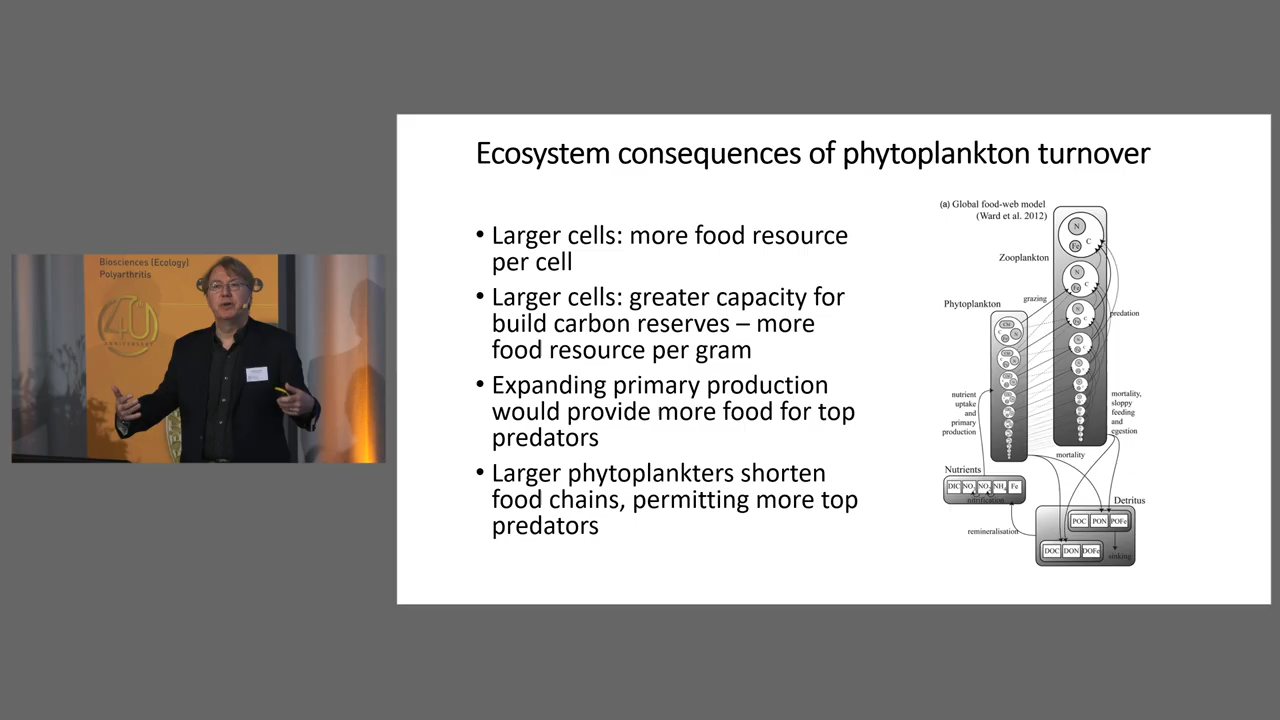 Biosciences (Ecology)
Polyarthritis
4U
ANNIVERSARY
Ecosystem consequences of phytoplankton turnover
• Larger cells: more food resource
per cell
• Larger cells: greater capacity for
build carbon reserves – more
food resource per gram
• Expanding primary production
would provide more food for top
predators
• Larger phytoplankters shorten
food chains, permitting more top
predators
(a) Global food-web model
(Ward et al. 2012)
Zooplankton
N
C
Fe
N
C
Fe
grazing
Phytoplankton
predation
nutrient
uptake
and
primary
production
mortality,
sloppy
feeding
and
egestion
mortality
Nutrients
DIC NO3 NO2 NH4 Fe
nitrification
Detritus
POC PON POFe
remineralisation
DOC DON DOFe
sinking